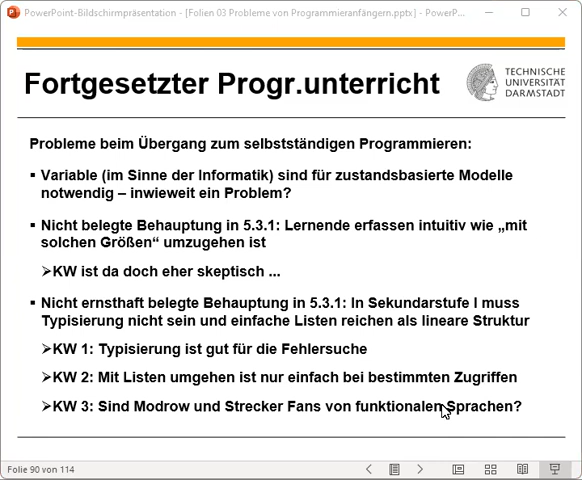 PowerPoint-Bildschirmpräsentation - [Folien 03 Probleme von Programmieranfängern.pptx] - PowerP...
Fortgesetzter Progr.unterricht
TECHNISCHE
UNIVERSITÄT
DARMSTADT
Probleme beim Übergang zum selbstständigen Programmieren:
▪ Variable (im Sinne der Informatik) sind für zustandsbasierte Modelle
notwendig – inwieweit ein Problem?
▪ Nicht belegte Behauptung in 5.3.1: Lernende erfassen intuitiv wie „mit
solchen Größen“ umzugehen ist
➢KW ist da doch eher skeptisch ...
▪ Nicht ernsthaft belegte Behauptung in 5.3.1: In Sekundarstufe I muss
Typisierung nicht sein und einfache Listen reichen als lineare Struktur
➢KW 1: Typisierung ist gut für die Fehlersuche
➢KW 2: Mit Listen umgehen ist nur einfach bei bestimmten Zugriffen
➢KW 3: Sind Modrow und Strecker Fans von funktionalen Sprachen?
Folie 90 von 114